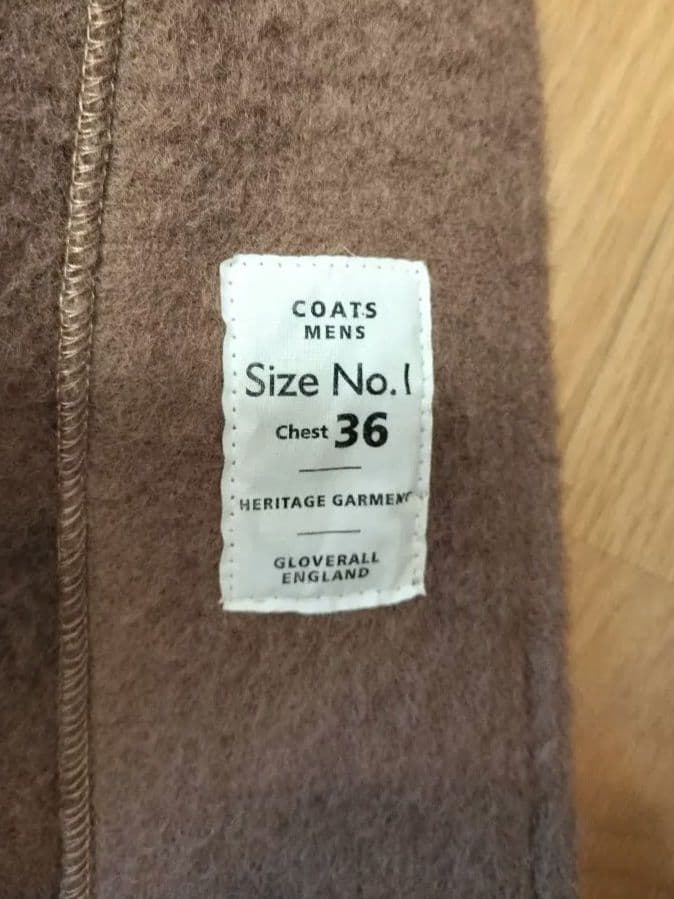 COATS
MENS
Size No.1
Chest 36
HERITAGE GARMENT
GLOVERALL
ENGLAND